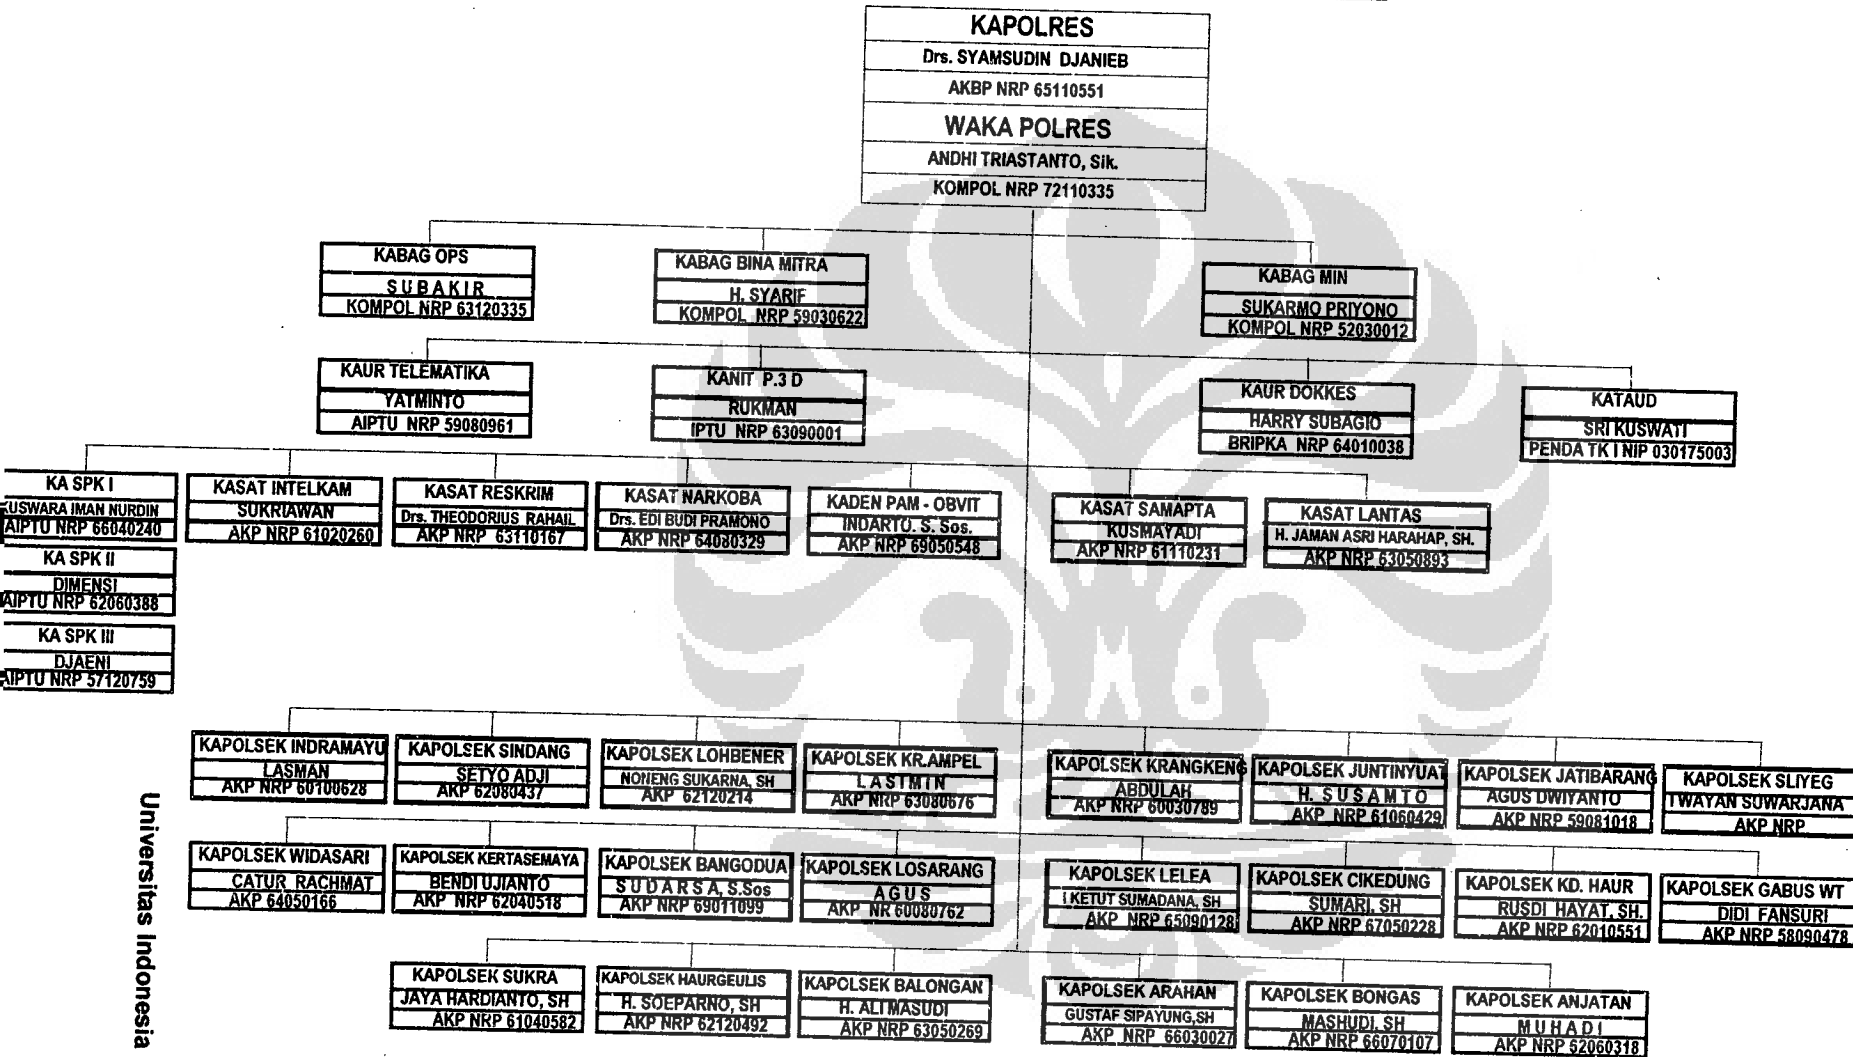 KAPOLRES
Drs. SYAMSUDIN DJANIEB
AKBP NRP 65110551
WAKA POLRES
ANDHI TRIASTANTO, Sik.
KOMPOL NRP 72110335
KABAG OPS
S U B A K I R
KOMPOL NRP 63120335
KABAG BINA MITRA
H. SYARIF
KOMPOL NRP 59030622
KABAG MIN
SUKARMO PRIYONO
KOMPOL NRP 52030012
KAUR TELEMATIKA
YATMINTO
AIPTU NRP 59080961
KANIT P.3 D
RUKMAN
IPTU NRP 63090001
KAUR DOKKES
HARRY SUBAGIO
BRIPKA NRP 64010038
KATAUD
SRI KUSWATI
PENDA TK I NIP 030175003
KA SPK I
KUSWARA IMAN NURDIN
AIPTU NRP 66040240
KASAT INTELKAM
SUKRIAWAN
AKP NRP 61020260
KASAT RESKRIM
Drs. THEODORIUS RAHAIL
AKP NRP 63110167
KASAT NARKOBA
Drs. EDI BUDI PRAMONO
AKP NRP 64080329
KADEN PAM - OBVIT
INDARTO. S. Sos.
AKP NRP 69050548
KASAT SAMAPTA
KUSMAYADI
AKP NRP 61110231
KASAT LANTAS
H. JAMAN ASRI HARAHAP, SH.
AKP NRP 63050893
KA SPK II
DIMENSI
AIPTU NRP 62060388
KA SPK III
DJAENI
AIPTU NRP 57120759
KAPOLSEK INDRAMAYU
LASMAN
AKP NRP 60100628
KAPOLSEK SINDANG
SETYO ADJI
AKP 62080437
KAPOLSEK LOHBENER
NONENG SUKARNA, SH
AKP 62120214
KAPOLSEK KR.AMPEL
L A S T M I N
AKP NRP 63080676
KAPOLSEK KRANGKENG
ABDULAH
AKP NRP 60030789
KAPOLSEK JUNTINYUAT
H. S U S A M T O
AKP NRP 61060429
KAPOLSEK JATIBARANG
AGUS DWIYANTO
AKP NRP 59081018
KAPOLSEK SLIYEG
I WAYAN SUWARJANA
AKP NRP
KAPOLSEK WIDASARI
CATUR RACHMAT
AKP 64050166
KAPOLSEK KERTASEMAYA
BENDI UJIANTO
AKP NRP 62040518
KAPOLSEK BANGODUA
S U D A R S A, S.Sos
AKP NRP 69011099
KAPOLSEK LOSARANG
A G U S
AKP NR 60080762
KAPOLSEK LELEA
I KETUT SUMADANA, SH
AKP NRP 65090128
KAPOLSEK CIKEDUNG
SUMARI, SH
AKP NRP 67050228
KAPOLSEK KD. HAUR
RUSDI HAYAT, SH.
AKP NRP 62010551
KAPOLSEK GABUS WT
DIDI FANSURI
AKP NRP 58090478
KAPOLSEK SUKRA
JAYA HARDIANTO, SH
AKP NRP 61040582
KAPOLSEK HAURGEULIS
H. SOEPARNO, SH
AKP NRP 62120492
KAPOLSEK BALONGAN
H. ALI MASUDI
AKP NRP 63050269
KAPOLSEK ARAHAN
GUSTAF SIPAYUNG,SH
AKP NRP 66030027
KAPOLSEK BONGAS
MASHUDI, SH
AKP NRP 66070107
KAPOLSEK ANJATAN
M U H A D I
AKP NRP 62060318
Universitas Indonesia